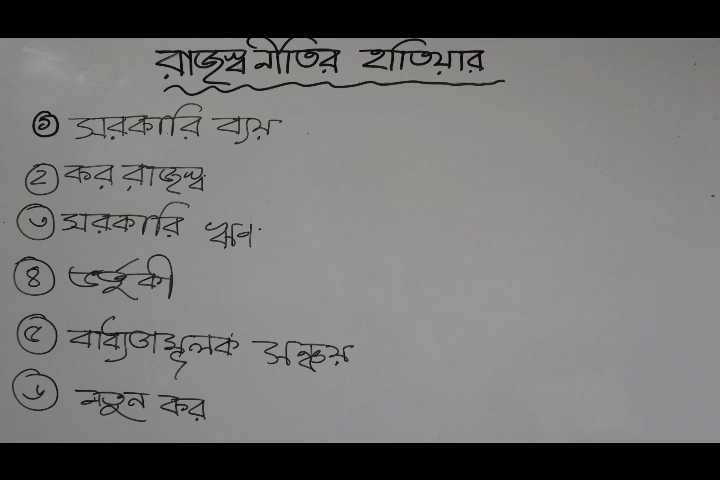 রাজস্ব নীতির হাতিয়ার
১ সরকারি ব্যয়
২ কর রাজস্ব
৩ সরকারি ঋণ
৪ ভর্তুকী
৫ বাধ্যতামূলক সঞ্চয়
৬ নতুন কর